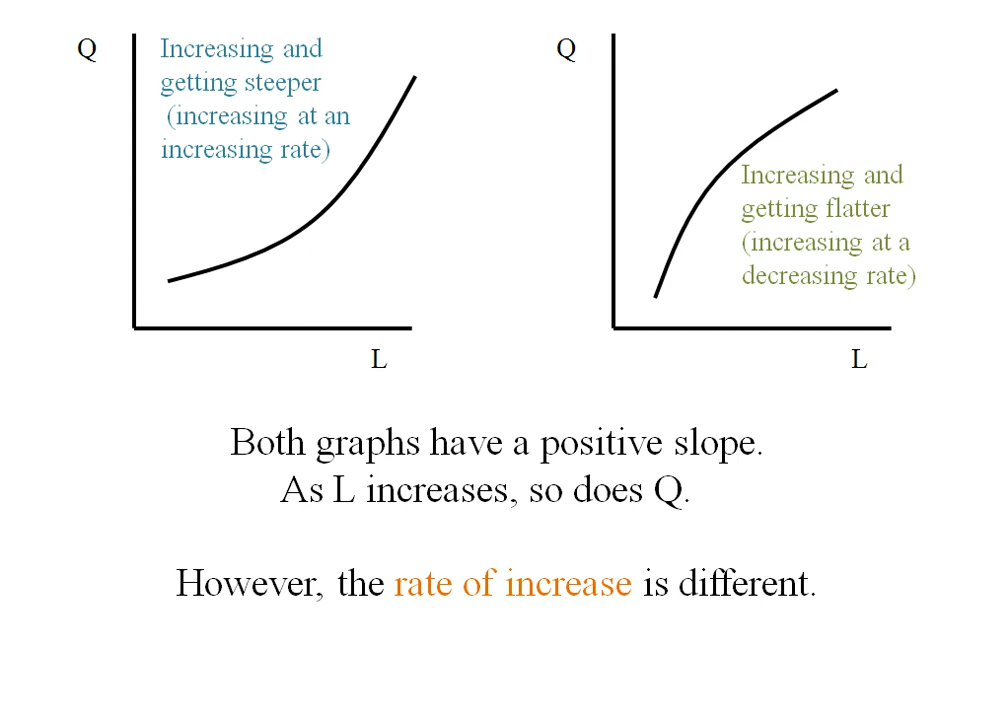 Q
Increasing and
getting steeper
(increasing at an
increasing rate)
L
Q
Increasing and
getting flatter
(increasing at a
decreasing rate)
L
Both graphs have a positive slope.
As L increases, so does Q.
However, the rate of increase is different.